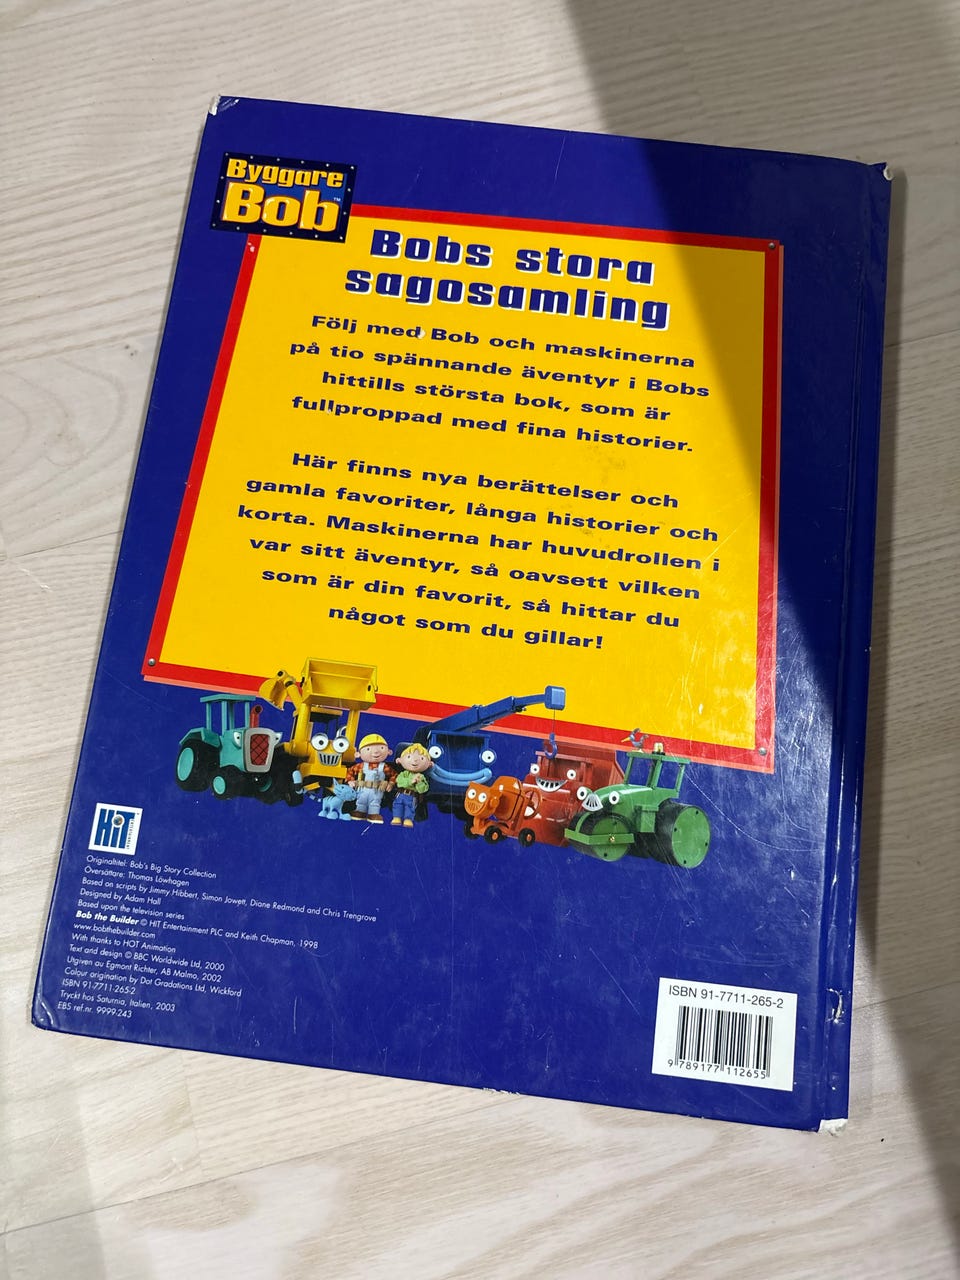 Byggare
Bob™
Bobs stora
sagosamling
Följ med Bob och maskinerna
på tio spännande äventyr i Bobs
hittills största bok, som är
fullproppad med fina historier.
Här finns nya berättelser och
gamla favoriter, långa historier och
korta. Maskinerna har huvudrollen i
var sitt äventyr, så oavsett vilken
som är din favorit, så hittar du
något som du gillar!
HiT
ENTERTAINMENT
Originaltitel: Bob's Big Story Collection
Översättare: Thomas Löwhagen
Based on scripts by Jimmy Hibbert, Simon Jowett, Diane Redmond and Chris Trengrove
Designed by Adam Hall
Based upon the television series
Bob the Builder © HIT Entertainment PLC and Keith Chapman, 1998
www.bobthebuilder.com
With thanks to HOT Animation
Text and design © BBC Worldwide Ltd, 2000
Utgiven av Egmont Richter, AB Malmö, 2002
Colour origination by Dot Gradations Ltd, Wickford
ISBN 91-7711-265-2
Tryckt hos Saturnia, Italien, 2003
EBS ref.nr. 9999.243
ISBN 91-7711-265-2
9 789177 112655